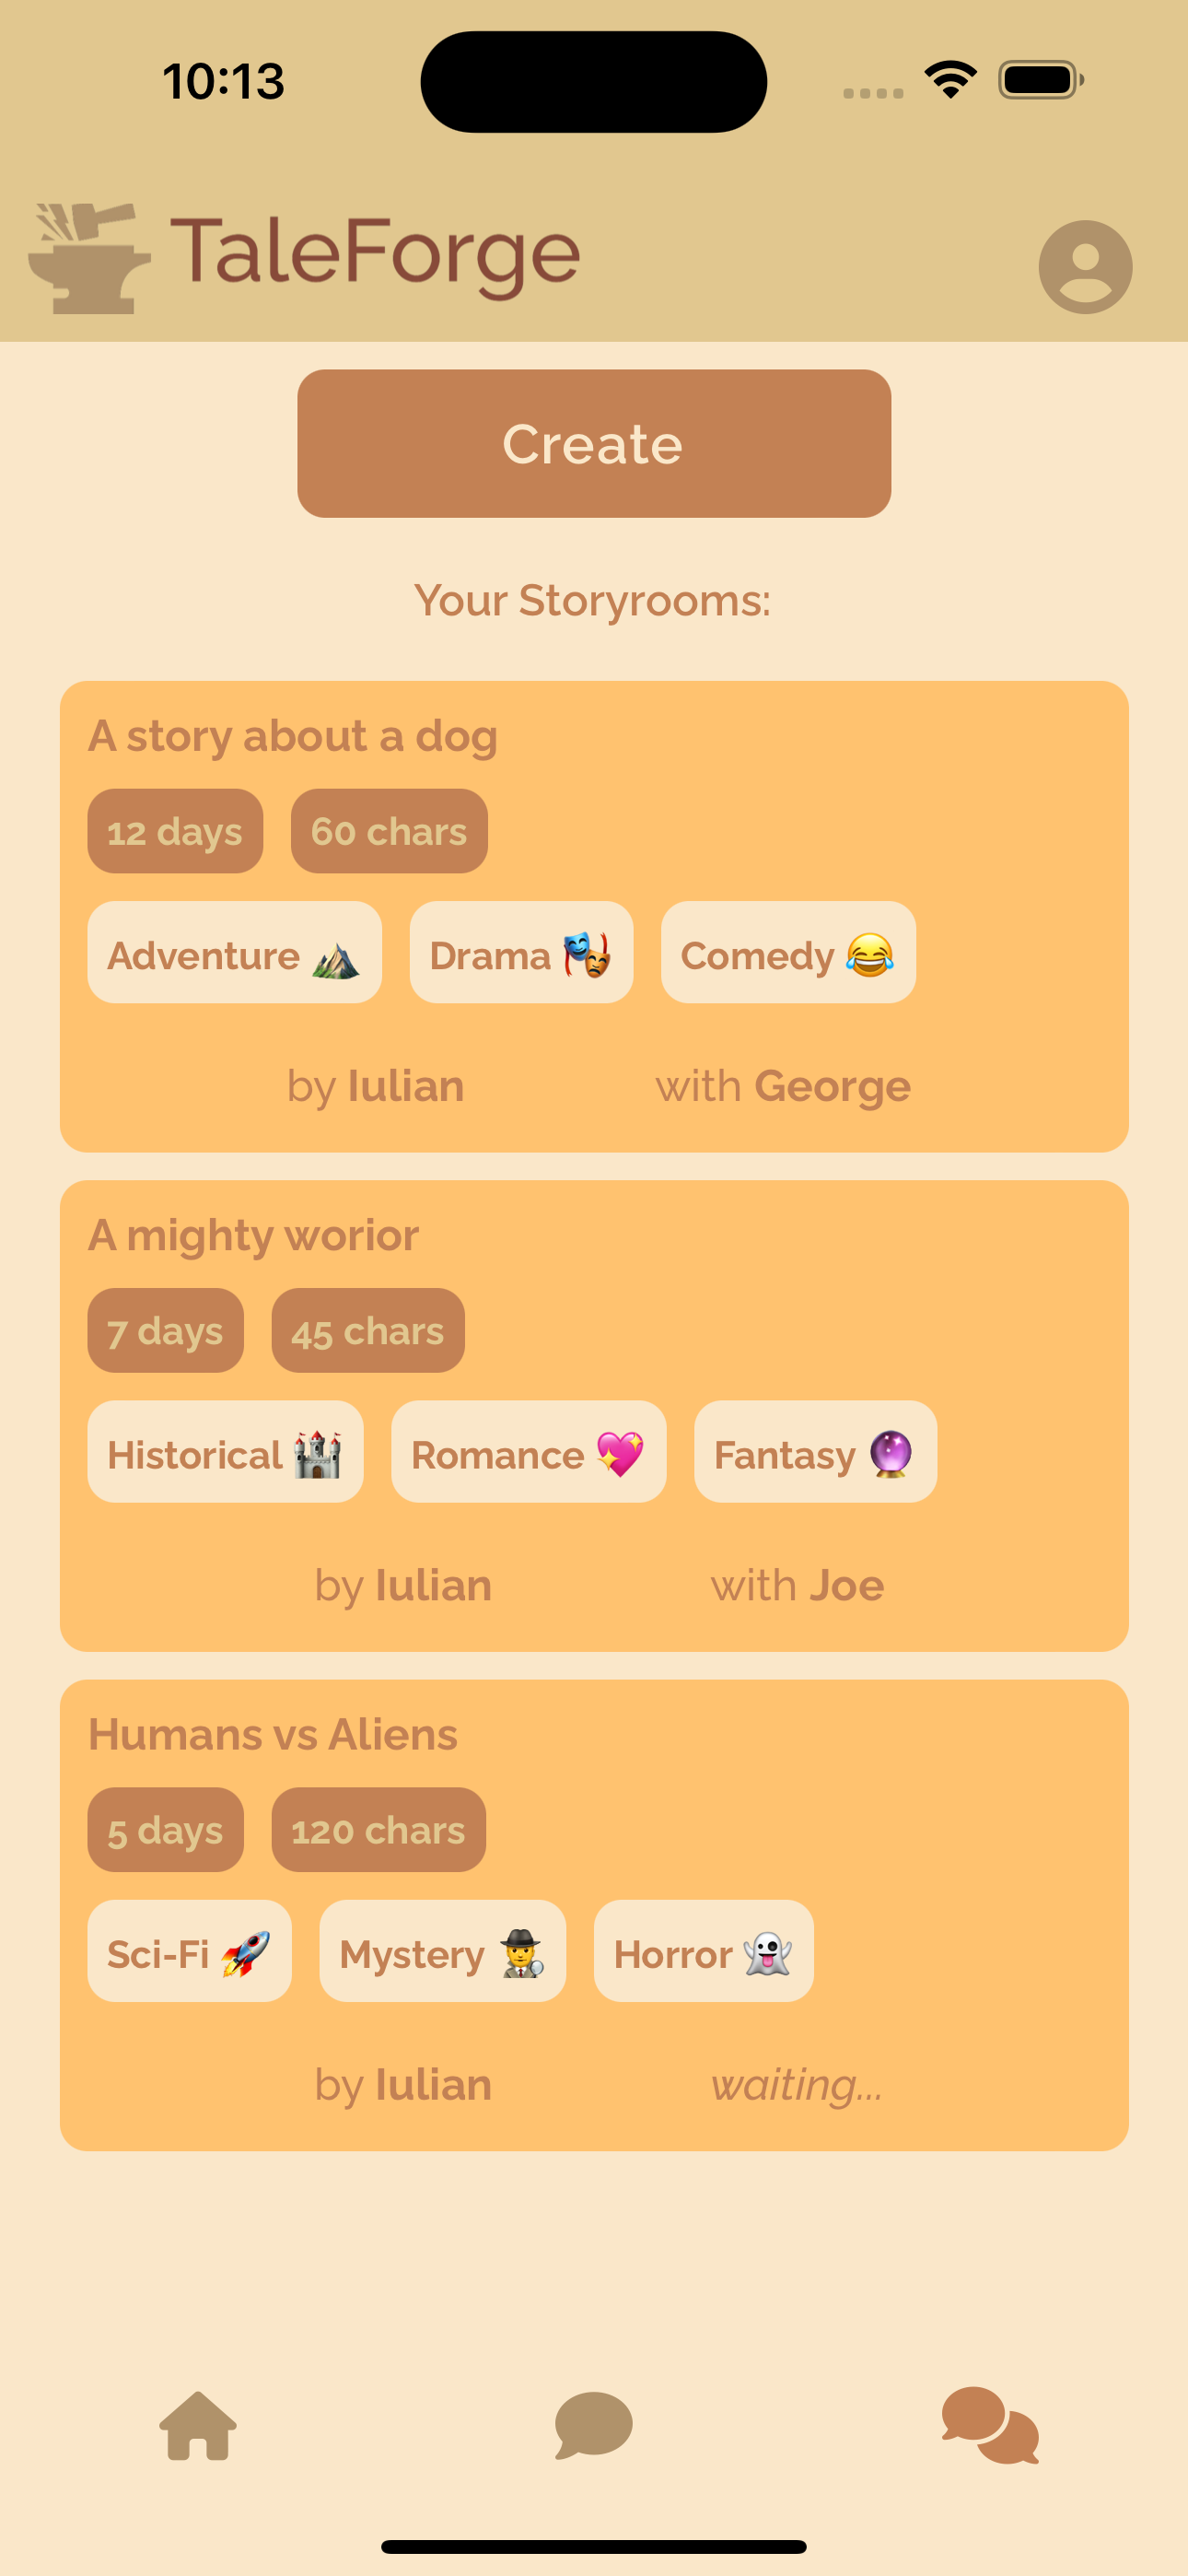 10:13
TaleForge
Create
Your Storyrooms:
A story about a dog
12 days 60 chars
Adventure ⛰️ Drama 🎭 Comedy 😂
by Iulian with George
A mighty worior
7 days 45 chars
Historical 🏰 Romance 💖 Fantasy 🔮
by Iulian with Joe
Humans vs Aliens
5 days 120 chars
Sci-Fi 🚀 Mystery 🕵️ Horror 👻
by Iulian waiting...